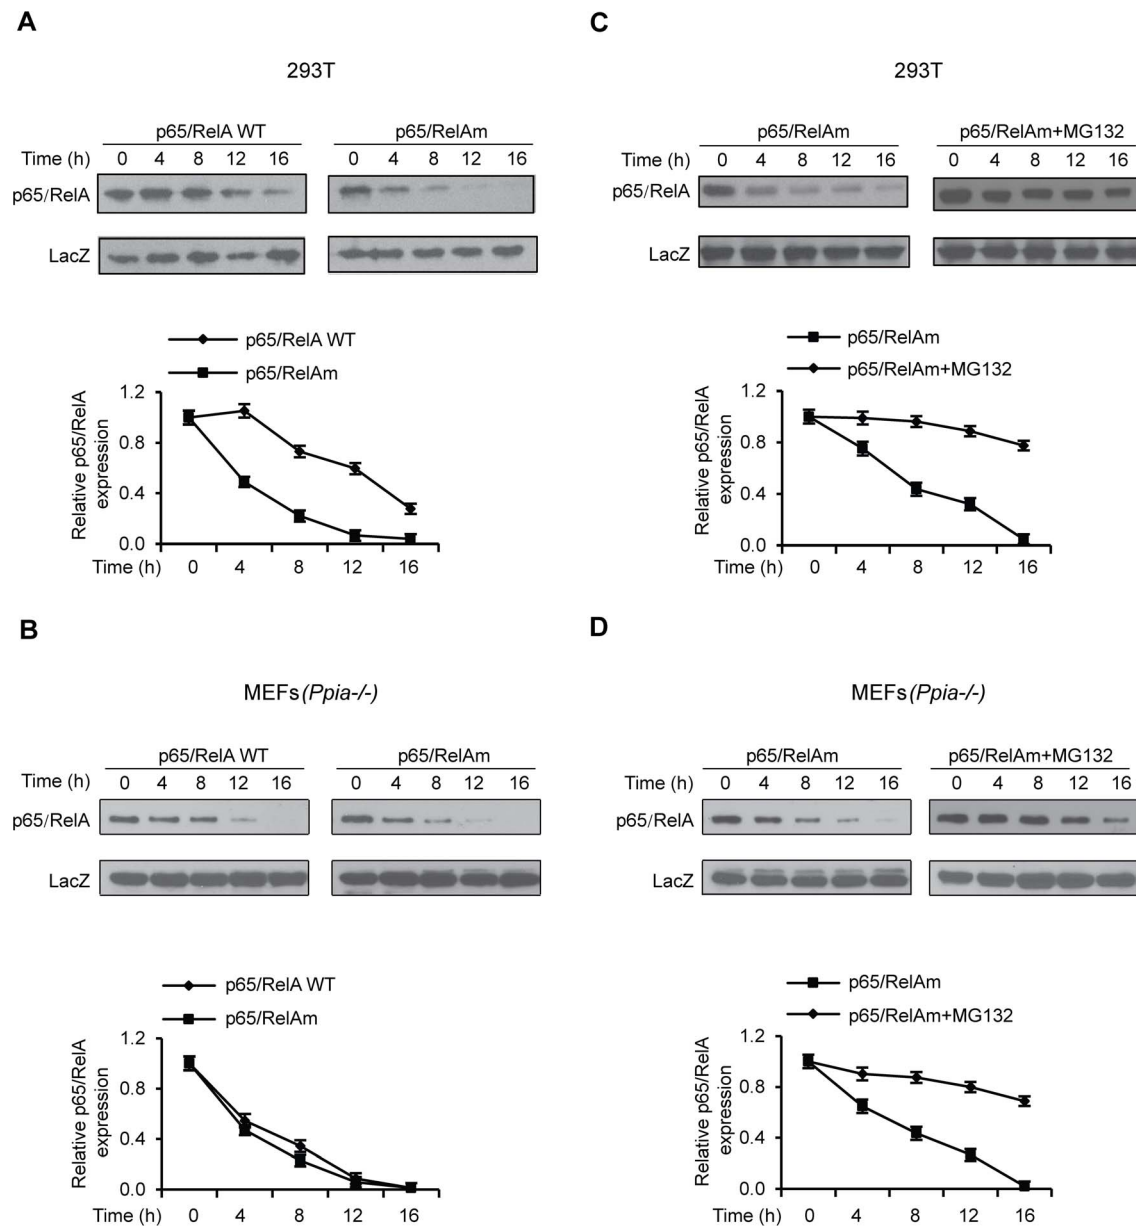 A
293T
p65/RelA WT
p65/RelAm
Time (h) 0 4 8 12 16 0 4 8 12 16
p65/RelA
LacZ
p65/RelA WT
p65/RelAm
Relative p65/RelA
expression
1.2
0.8
0.4
0.0
Time (h) 0 4 8 12 16
B
MEFs(Ppia-/-)
p65/RelA WT
p65/RelAm
Time (h) 0 4 8 12 16 0 4 8 12 16
p65/RelA
LacZ
p65/RelA WT
p65/RelAm
Relative p65/RelA
expression
1.2
0.8
0.4
0.0
Time (h) 0 4 8 12 16
C
293T
p65/RelAm
p65/RelAm+MG132
Time (h) 0 4 8 12 16 0 4 8 12 16
p65/RelA
LacZ
p65/RelAm
p65/RelAm+MG132
Relative p65/RelA
expression
1.2
0.8
0.4
0.0
Time (h) 0 4 8 12 16
D
MEFs(Ppia-/-)
p65/RelAm
p65/RelAm+MG132
Time (h) 0 4 8 12 16 0 4 8 12 16
p65/RelA
LacZ
p65/RelAm
p65/RelAm+MG132
Relative p65/RelA
expression
1.2
0.8
0.4
0.0
Time (h) 0 4 8 12 16